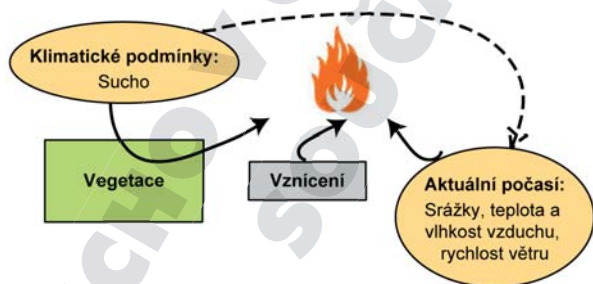 Klimatické podmínky:
Sucho
Vegetace
Vznícení
Aktuální počasí:
Srážky, teplota a
vlhkost vzduchu,
rychlost větru